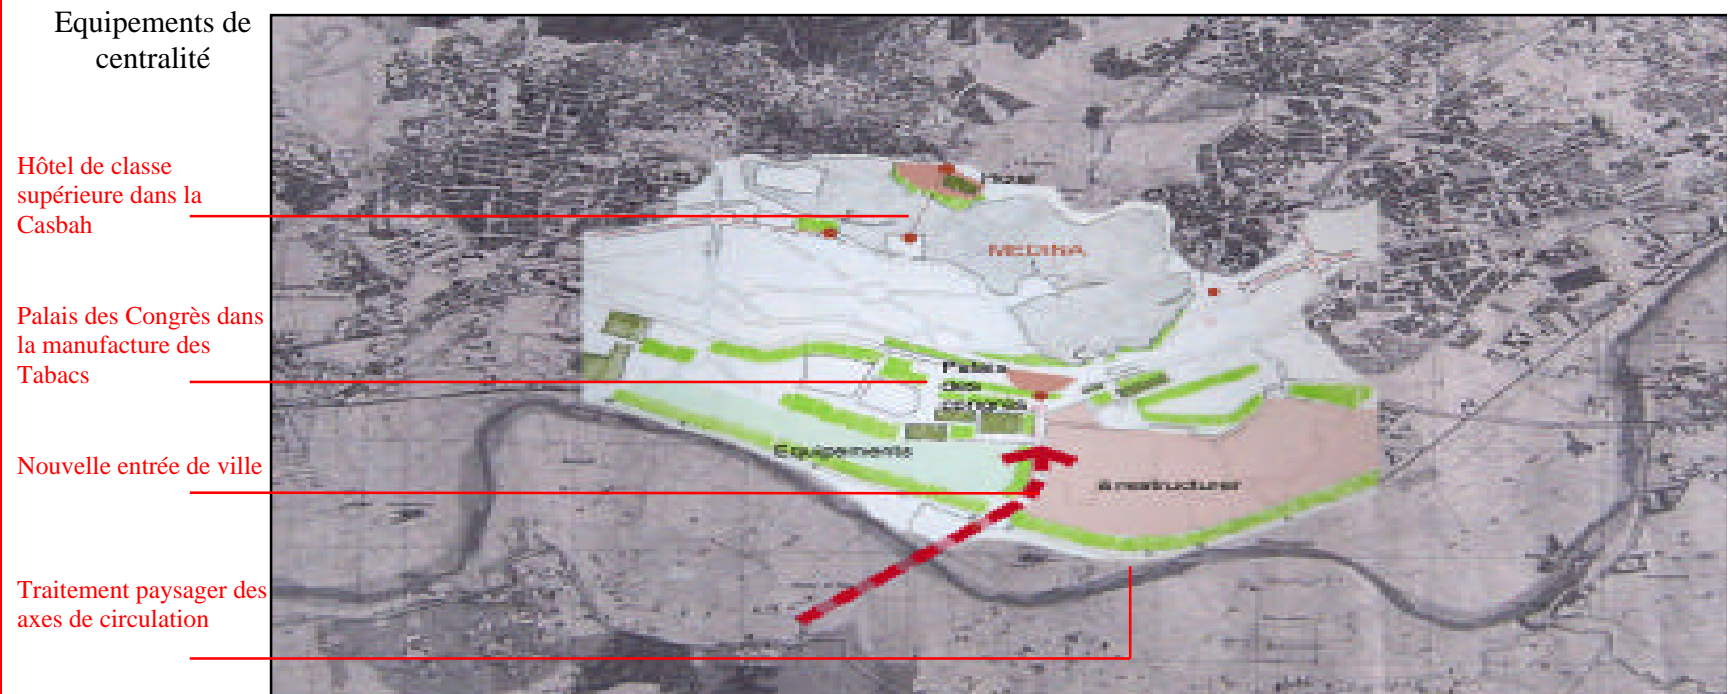 Equipements de
centralité
Hôtel de classe
supérieure dans la
Casbah
Palais des Congrès dans
la manufacture des
Tabacs
Nouvelle entrée de ville
Traitement paysager des
axes de circulation
MEDINA
Palais
des
congrès
Equipements